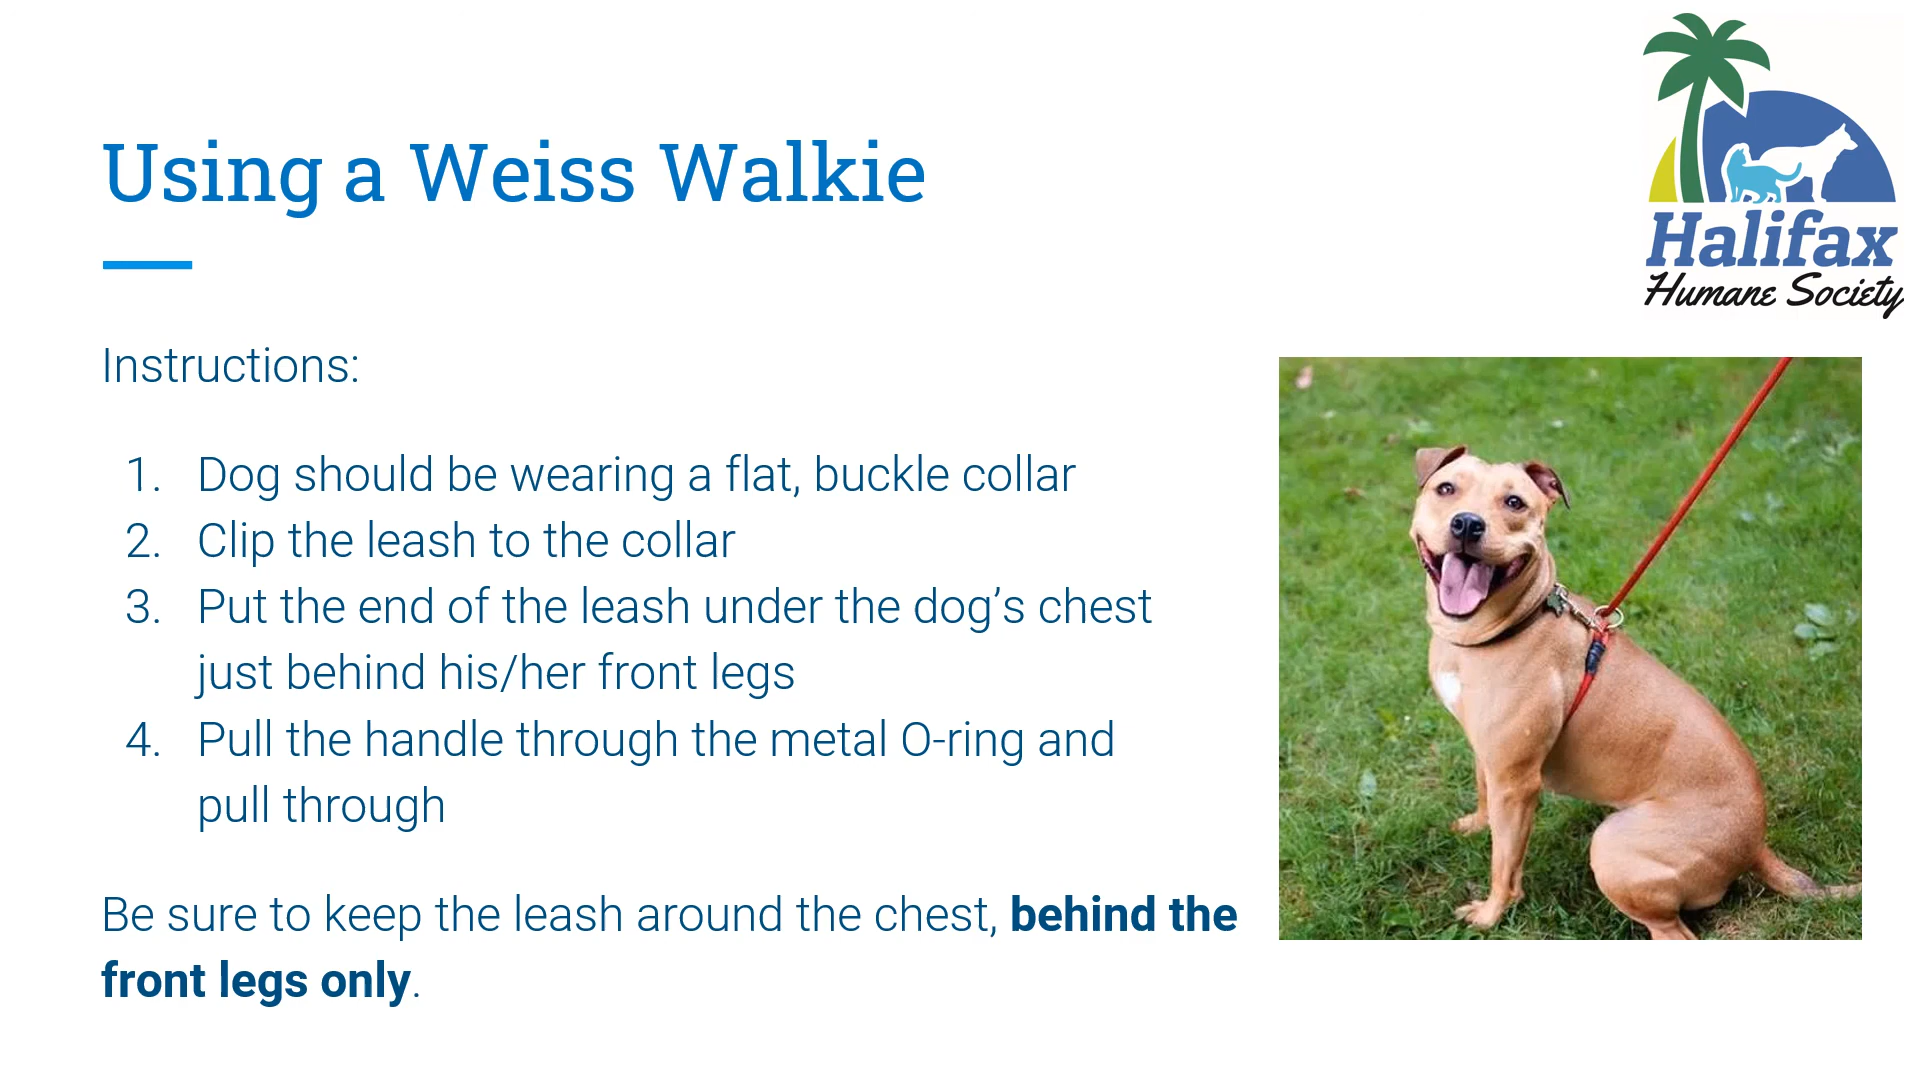 Halifax
Humane Society
Using a Weiss Walkie
Instructions:
1. Dog should be wearing a flat, buckle collar
2. Clip the leash to the collar
3. Put the end of the leash under the dog’s chest
just behind his/her front legs
4. Pull the handle through the metal O-ring and
pull through
Be sure to keep the leash around the chest, behind the
front legs only.